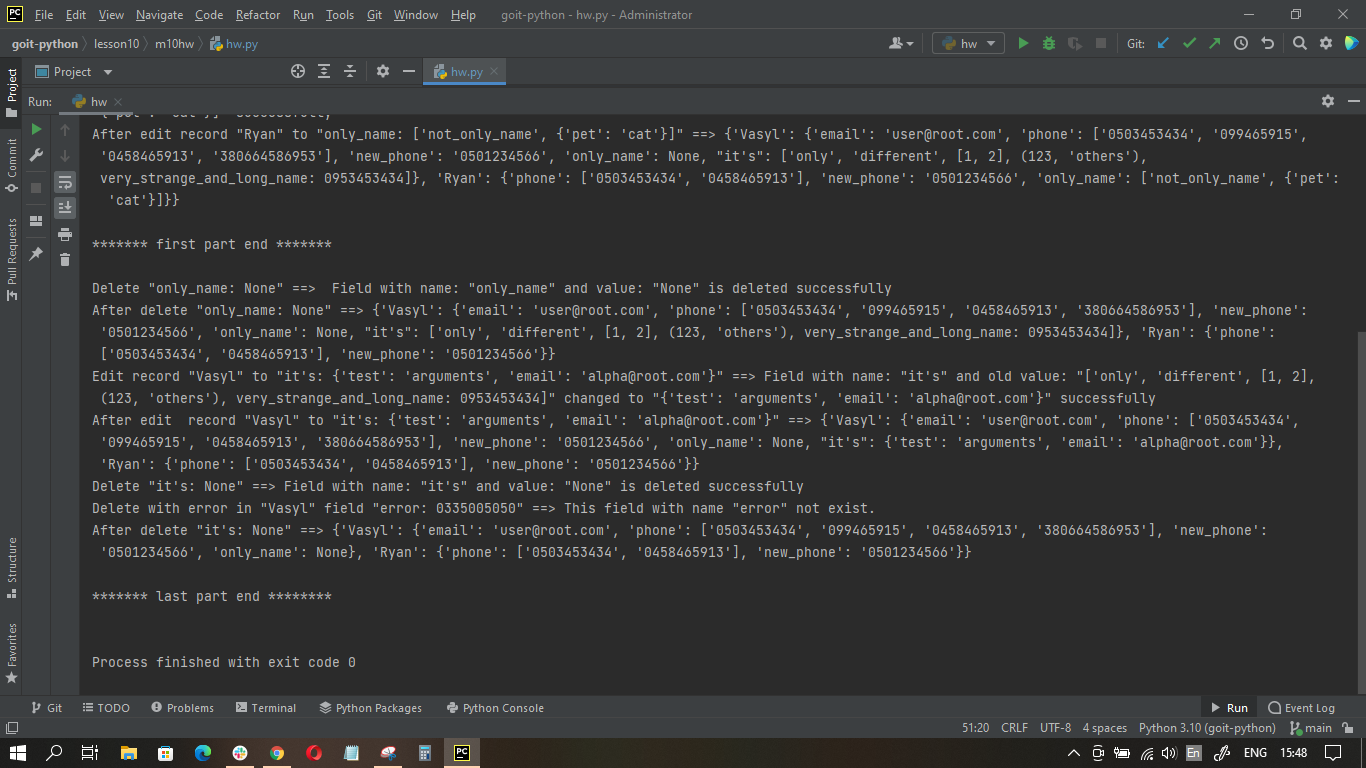 File Edit View Navigate Code Refactor Run Tools Git Window Help goit-python - hw.py - Administrator
goit-python lesson10 m10hw hw.py hw Git:
Project hw.py
Run: hw
After edit record "Ryan" to "only_name: ['not_only_name', {'pet': 'cat'}]" ==> {'Vasyl': {'email': 'user@root.com', 'phone': ['0503453434', '099465915',
'0458465913', '380664586953'], 'new_phone': '0501234566', 'only_name': None, "it's": ['only', 'different', [1, 2], (123, 'others'),
very_strange_and_long_name: 0953453434]}, 'Ryan': {'phone': ['0503453434', '0458465913'], 'new_phone': '0501234566', 'only_name': ['not_only_name', {'pet':
'cat'}]}}
******* first part end *******
Delete "only_name: None" ==>  Field with name: "only_name" and value: "None" is deleted successfully
After delete "only_name: None" ==> {'Vasyl': {'email': 'user@root.com', 'phone': ['0503453434', '099465915', '0458465913', '380664586953'], 'new_phone':
'0501234566', 'only_name': None, "it's": ['only', 'different', [1, 2], (123, 'others'), very_strange_and_long_name: 0953453434]}, 'Ryan': {'phone':
['0503453434', '0458465913'], 'new_phone': '0501234566'}}
Edit record "Vasyl" to "it's: {'test': 'arguments', 'email': 'alpha@root.com'}" ==> Field with name: "it's" and old value: "['only', 'different', [1, 2],
(123, 'others'), very_strange_and_long_name: 0953453434]" changed to "{'test': 'arguments', 'email': 'alpha@root.com'}" successfully
After edit  record "Vasyl" to "it's: {'test': 'arguments', 'email': 'alpha@root.com'}" ==> {'Vasyl': {'email': 'user@root.com', 'phone': ['0503453434',
'099465915', '0458465913', '380664586953'], 'new_phone': '0501234566', 'only_name': None, "it's": {'test': 'arguments', 'email': 'alpha@root.com'}},
'Ryan': {'phone': ['0503453434', '0458465913'], 'new_phone': '0501234566'}}
Delete "it's: None" ==> Field with name: "it's" and value: "None" is deleted successfully
Delete with error in "Vasyl" field "error: 0335005050" ==> This field with name "error" not exist.
After delete "it's: None" ==> {'Vasyl': {'email': 'user@root.com', 'phone': ['0503453434', '099465915', '0458465913', '380664586953'], 'new_phone':
'0501234566', 'only_name': None}, 'Ryan': {'phone': ['0503453434', '0458465913'], 'new_phone': '0501234566'}}
******* last part end ********
Process finished with exit code 0
Project
Commit
Pull Requests
Structure
Favorites
Git TODO Problems Terminal Python Packages Python Console Run Event Log
51:20 CRLF UTF-8 4 spaces Python 3.10 (goit-python) main
PC En ENG 15:48